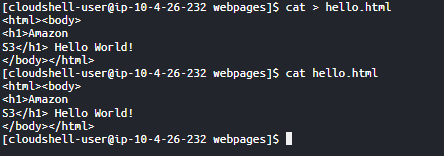 [cloudshell-user@ip-10-4-26-232 webpages]$ cat > hello.html
<html><body>
<h1>Amazon
S3</h1> Hello World!
</body></html>
[cloudshell-user@ip-10-4-26-232 webpages]$ cat hello.html
<html><body>
<h1>Amazon
S3</h1> Hello World!
</body></html>
[cloudshell-user@ip-10-4-26-232 webpages]$